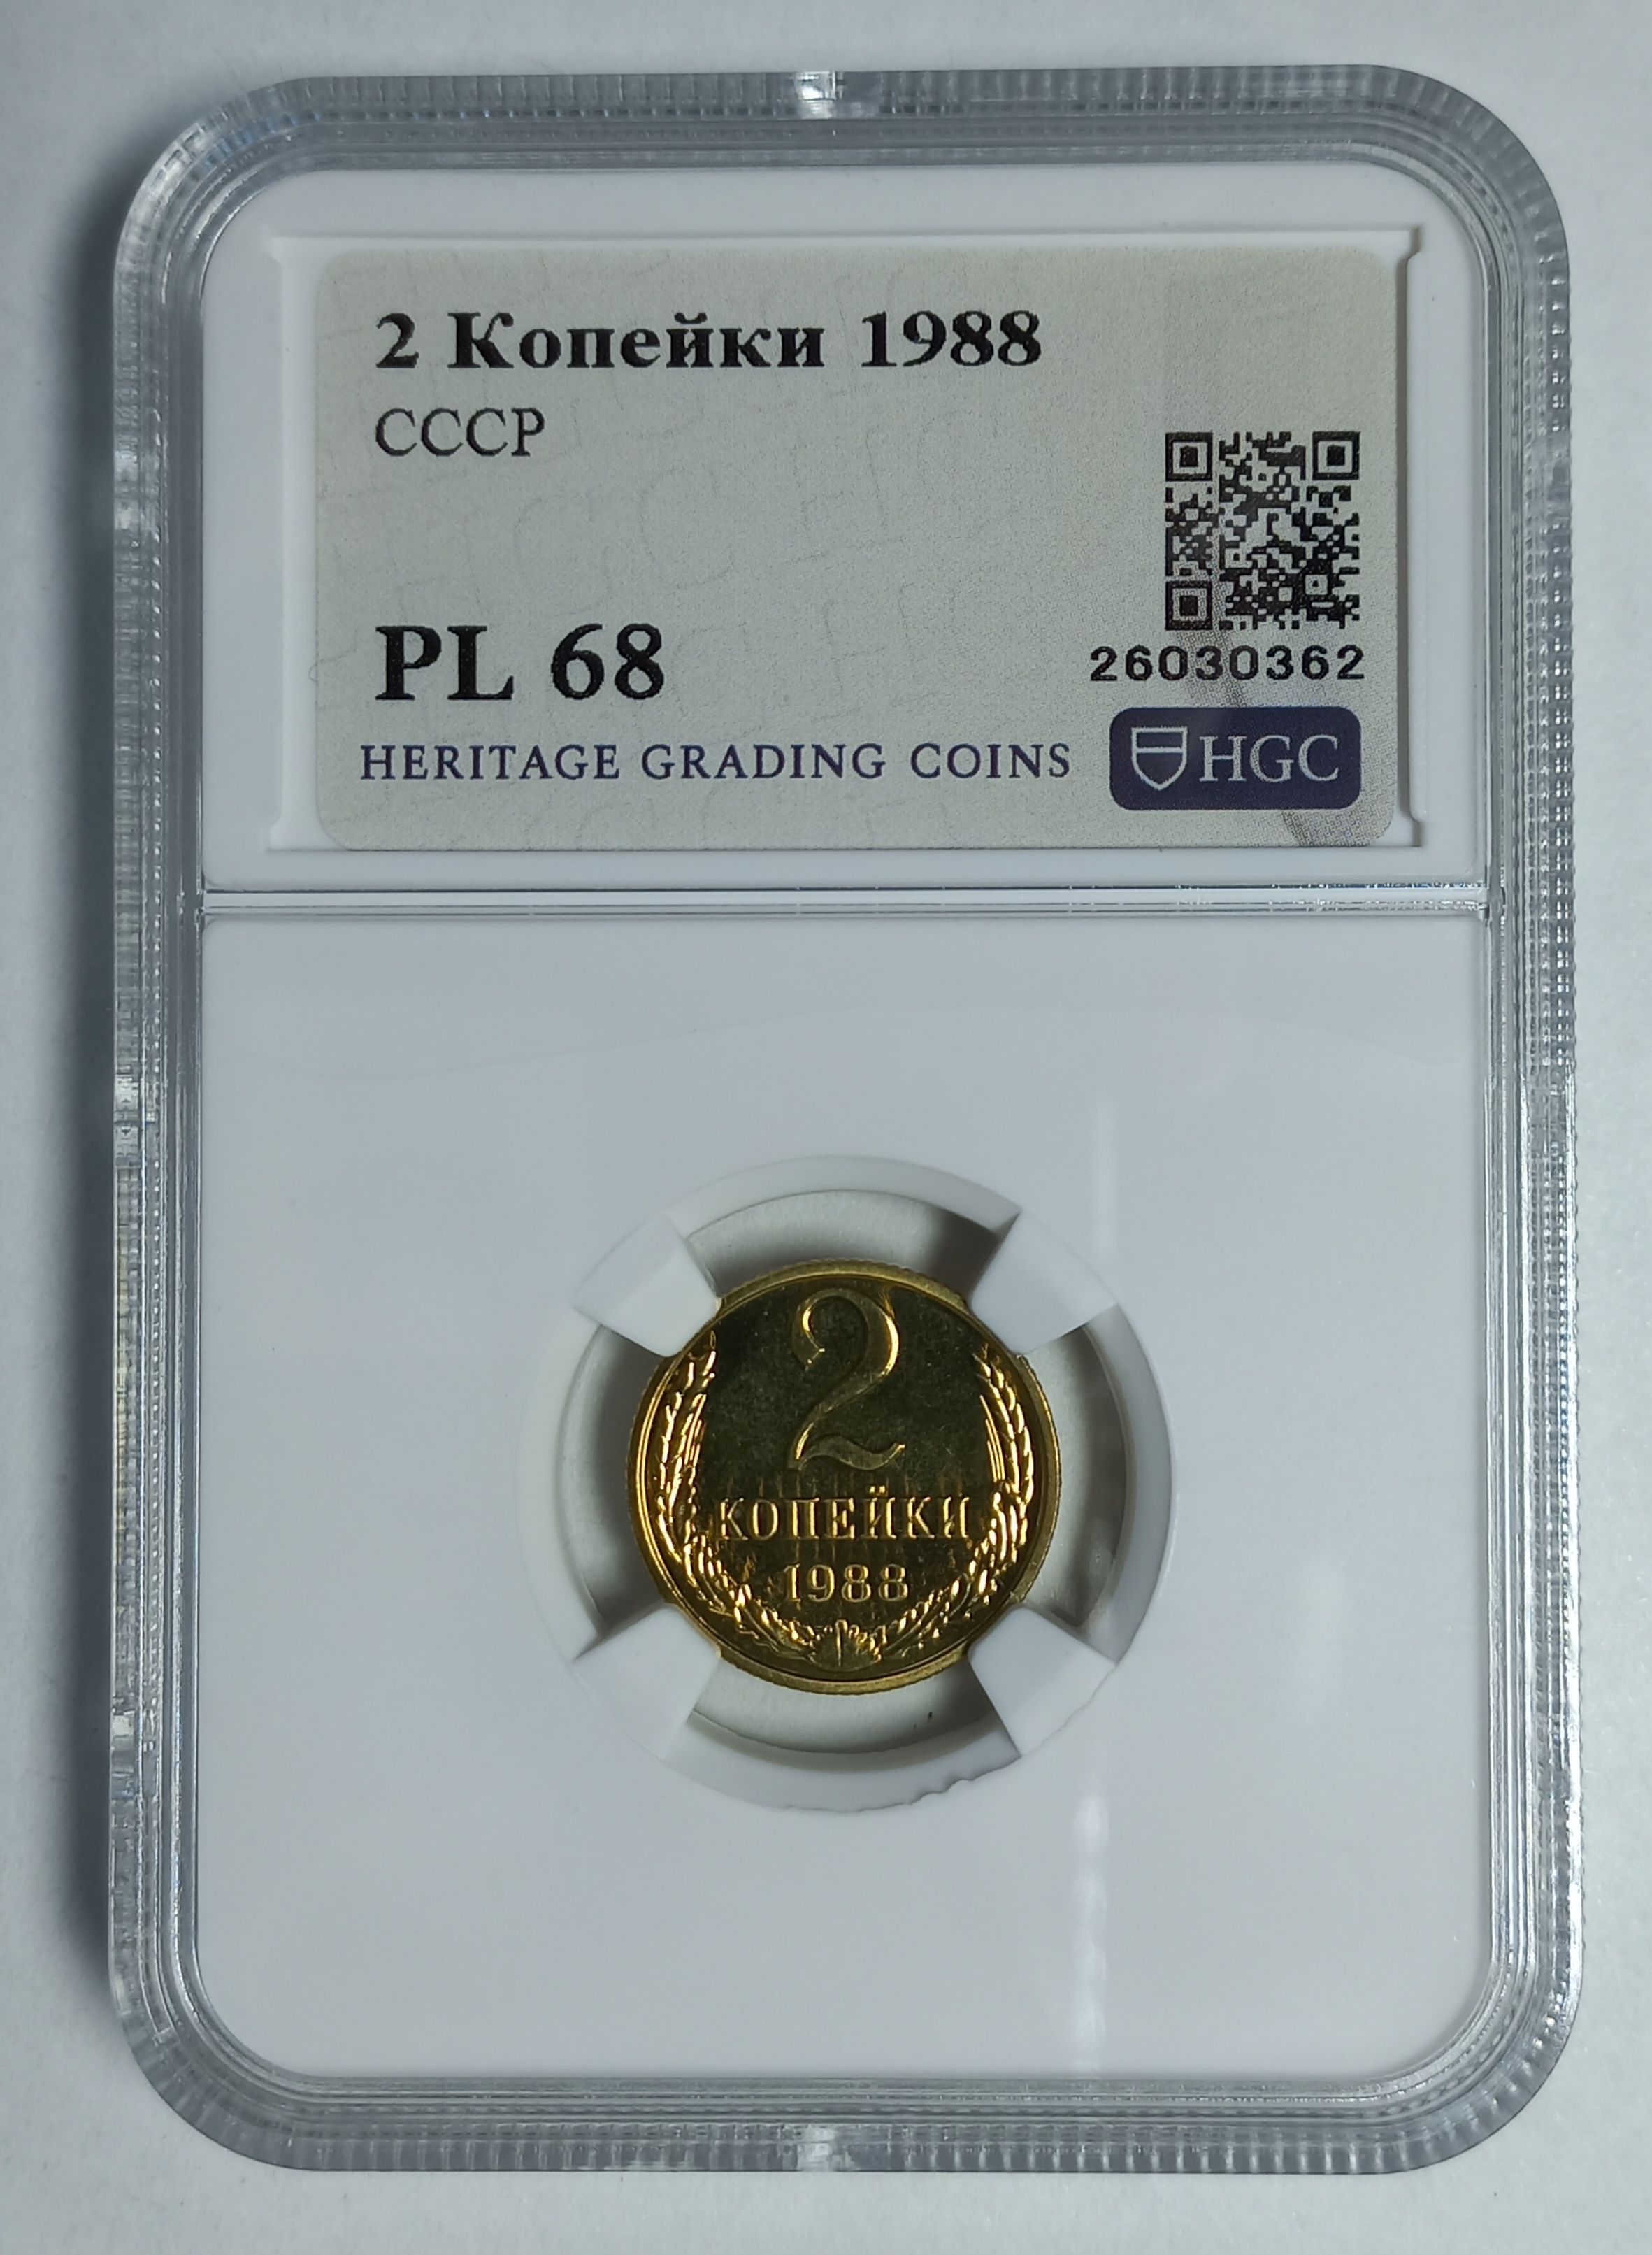 2 Копейки 1988
СССР
PL 68
26030362
HERITAGE GRADING COINS
HGC
2
КОПЕЙКИ
1988